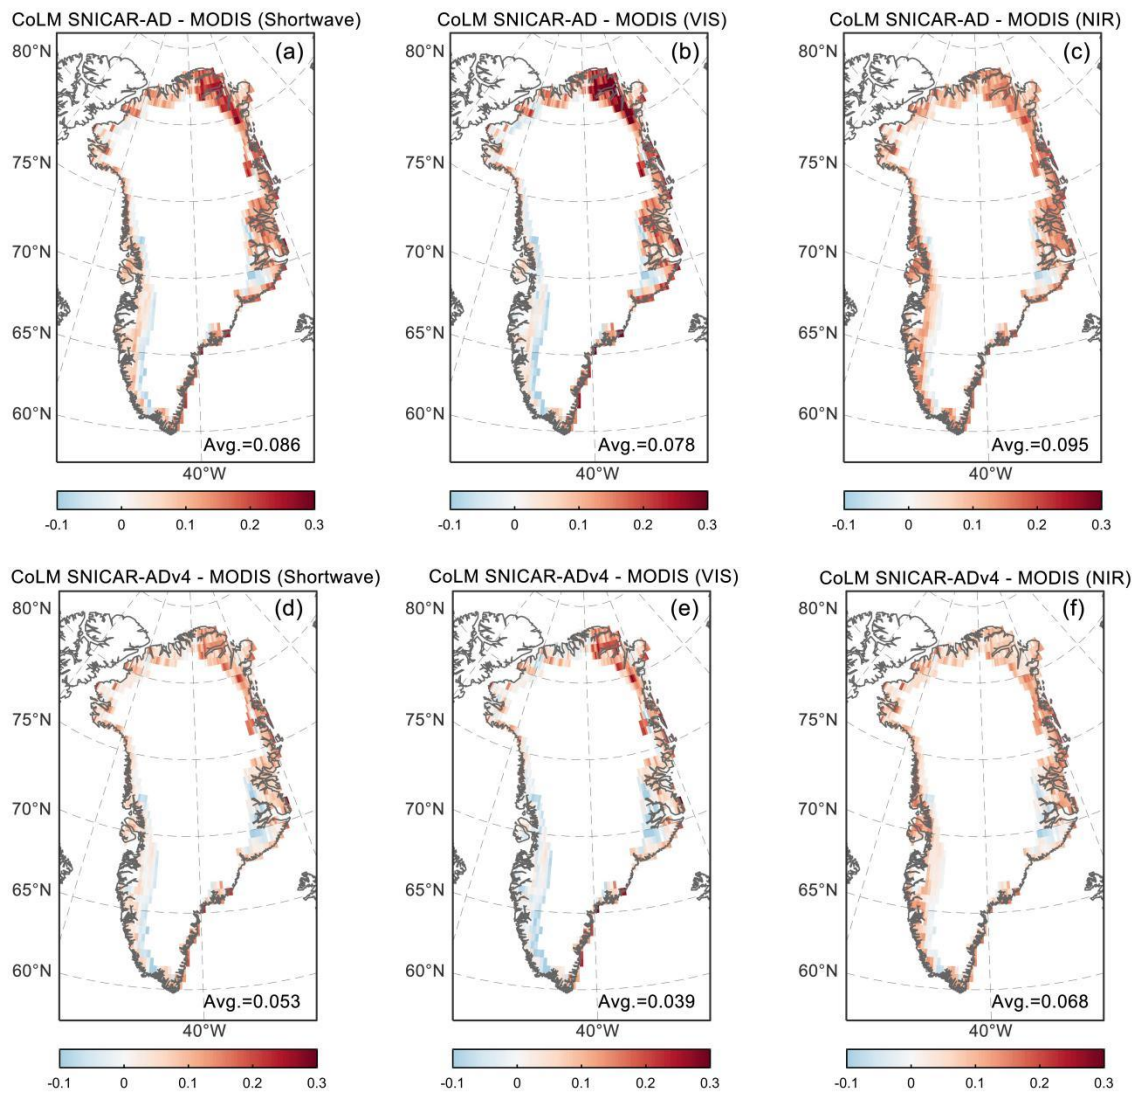 CoLM SNICAR-AD - MODIS (Shortwave)
CoLM SNICAR-AD - MODIS (VIS)
CoLM SNICAR-AD - MODIS (NIR)
(a)
(b)
(c)
80°N
75°N
70°N
65°N
60°N
80°N
75°N
70°N
65°N
60°N
80°N
75°N
70°N
65°N
60°N
Avg.=0.086
Avg.=0.078
Avg.=0.095
40°W
40°W
40°W
-0.1 0 0.1 0.2 0.3
-0.1 0 0.1 0.2 0.3
-0.1 0 0.1 0.2 0.3
CoLM SNICAR-ADv4 - MODIS (Shortwave)
CoLM SNICAR-ADv4 - MODIS (VIS)
CoLM SNICAR-ADv4 - MODIS (NIR)
(d)
(e)
(f)
80°N
75°N
70°N
65°N
60°N
80°N
75°N
70°N
65°N
60°N
80°N
75°N
70°N
65°N
60°N
Avg.=0.053
Avg.=0.039
Avg.=0.068
40°W
40°W
40°W
-0.1 0 0.1 0.2 0.3
-0.1 0 0.1 0.2 0.3
-0.1 0 0.1 0.2 0.3